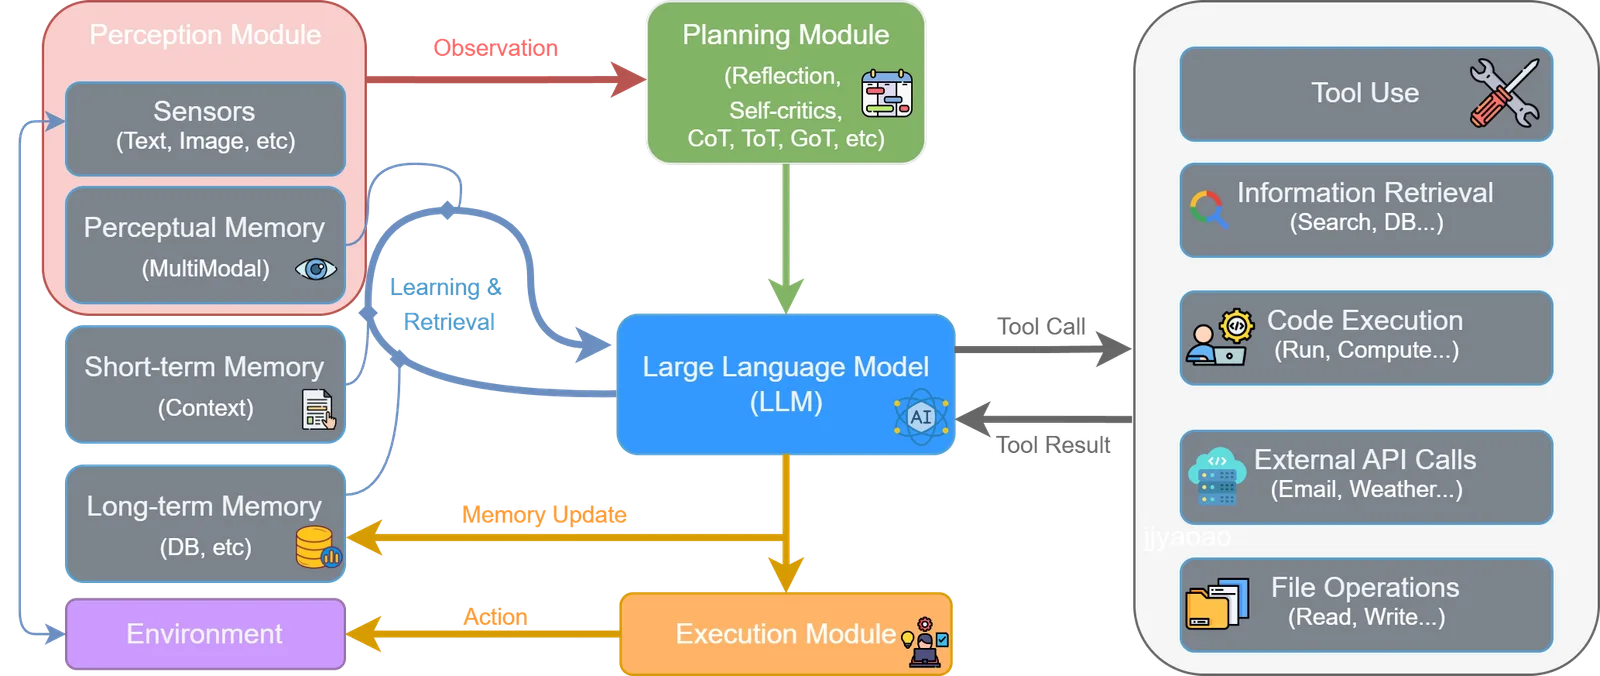 Perception Module
Sensors
(Text, Image, etc)
Perceptual Memory
(MultiModal)
Short-term Memory
(Context)
Long-term Memory
(DB, etc)
Environment
Observation
Learning &
Retrieval
Memory Update
Action
Planning Module
(Reflection,
Self-critics,
CoT, ToT, GoT, etc)
Large Language Model
(LLM)
AI
Execution Module
Tool Call
Tool Result
Tool Use
Information Retrieval
(Search, DB...)
Code Execution
(Run, Compute...)
External API Calls
(Email, Weather...)
jjyaoao
File Operations
(Read, Write...)